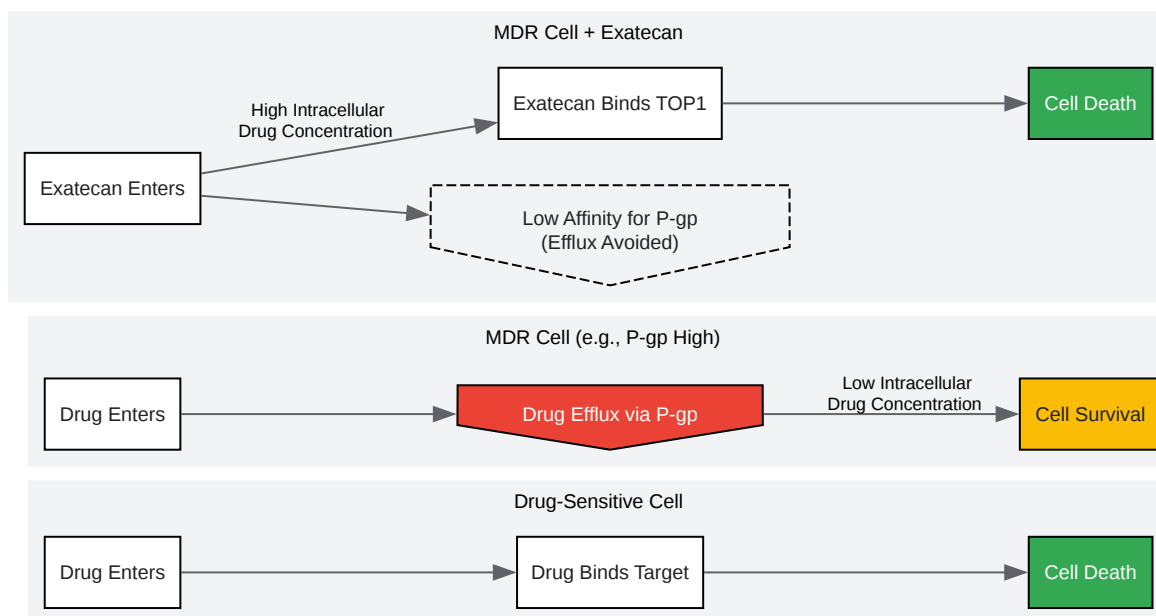 MDR Cell + Exatecan
High Intracellular
Drug Concentration
Exatecan Binds TOP1
Cell Death
Exatecan Enters
Low Affinity for P-gp
(Efflux Avoided)
MDR Cell (e.g., P-gp High)
Drug Enters
Drug Efflux via P-gp
Low Intracellular
Drug Concentration
Cell Survival
Drug-Sensitive Cell
Drug Enters
Drug Binds Target
Cell Death